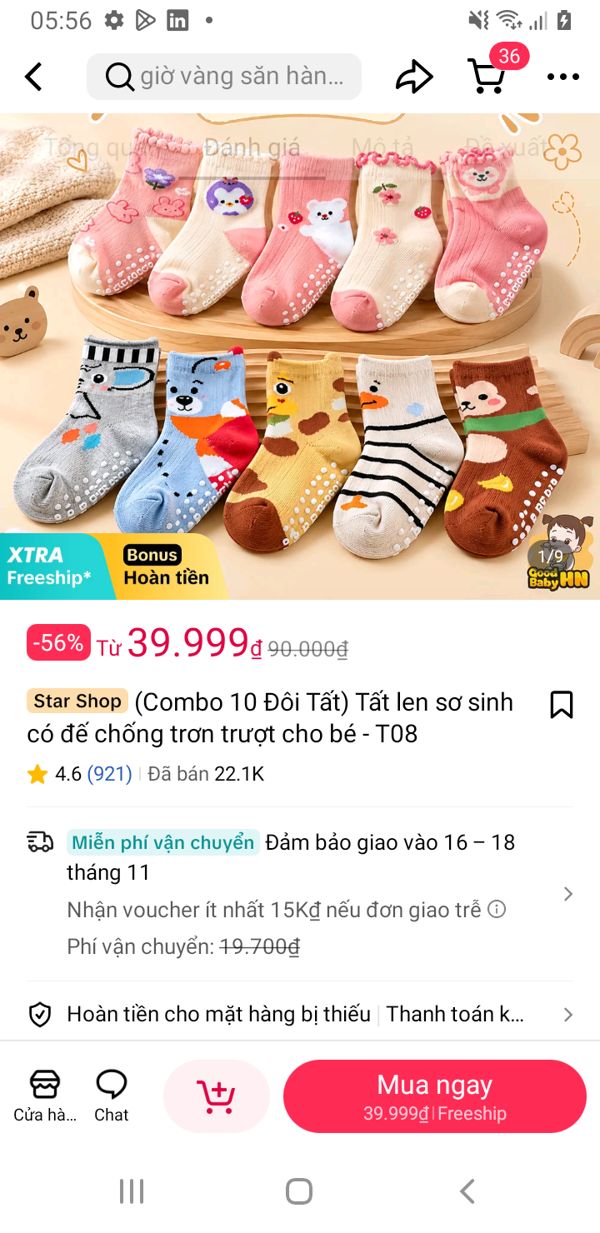 05:56
36
giờ vàng săn hàn...
Tổng qu
Đánh giá
Mô tả
Đề xuất
XTRA
Freeship*
Bonus
Hoàn tiền
1/9
Good
Baby HN
-56% Từ 39.999₫ 90.000₫
Star Shop (Combo 10 Đôi Tất) Tất len sơ sinh
có đế chống trơn trượt cho bé - T08
4.6 (921) Đã bán 22.1K
Miễn phí vận chuyển Đảm bảo giao vào 16 – 18
tháng 11
Nhận voucher ít nhất 15K₫ nếu đơn giao trễ
Phí vận chuyển: 19.700₫
Hoàn tiền cho mặt hàng bị thiếu Thanh toán k...
Cửa hà...
Chat
Mua ngay
39.999₫ Freeship